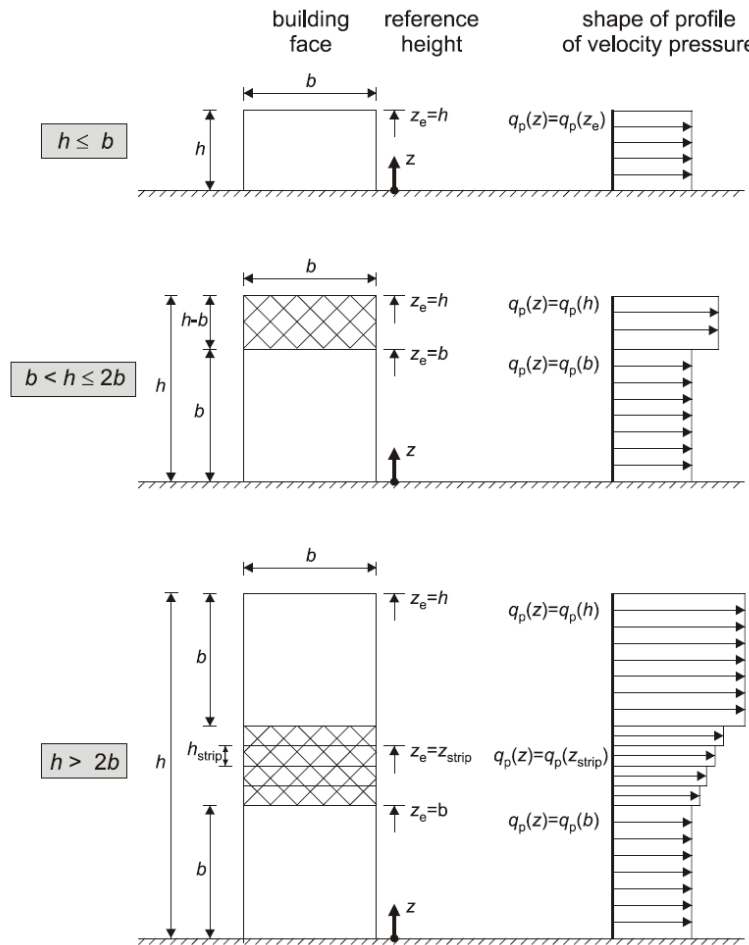 building face
reference height
shape of profile of velocity pressure
h ≤ b
b
h
z_e=h
z
q_p(z)=q_p(z_e)
b < h ≤ 2b
b
h-b
h
b
z_e=h
z_e=b
z
q_p(z)=q_p(h)
q_p(z)=q_p(b)
h > 2b
b
h
b
h_strip
b
z_e=h
z_e=z_strip
z_e=b
z
q_p(z)=q_p(h)
q_p(z)=q_p(z_strip)
q_p(z)=q_p(b)